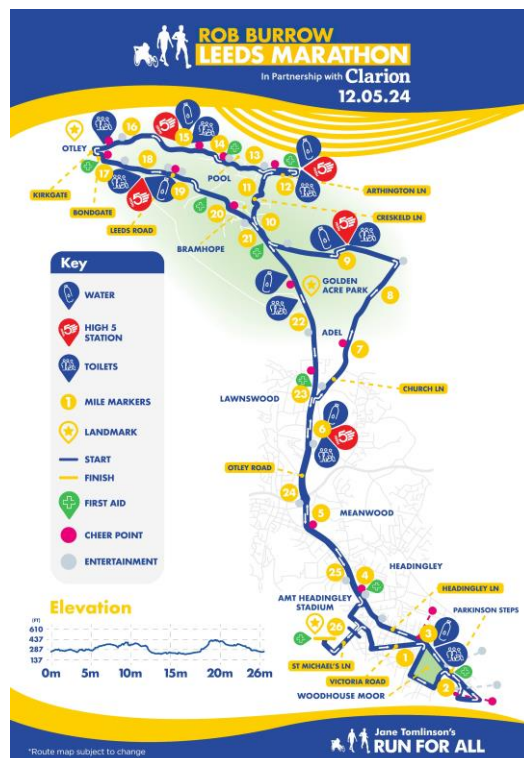 ROB BURROW
LEEDS MARATHON
In Partnership with Clarion
12.05.24
16
15
14
13
OTLEY
18
17
19
POOL
11
12
KIRKGATE
BONDGATE
LEEDS ROAD
ARTHINGTON LN
CRESKELD LN
20
10
21
BRAMHOPE
9
GOLDEN
ACRE PARK
8
22
ADEL
7
CHURCH LN
23
LAWNSWOOD
6
OTLEY ROAD
24
MEANWOOD
5
HEADINGLEY
25
4
AMT HEADINGLEY
STADIUM
HEADINGLEY LN
PARKINSON STEPS
26
3
1
ST MICHAEL'S LN
VICTORIA ROAD
WOODHOUSE MOOR
2
Key
WATER
HIGH 5
STATION
TOILETS
1
MILE MARKERS
LANDMARK
START
FINISH
FIRST AID
CHEER POINT
ENTERTAINMENT
Elevation
(FT)
610
437
287
137
0m 5m 10m 15m 20m 26m
*Route map subject to change
Jane Tomlinson's
RUN FOR ALL